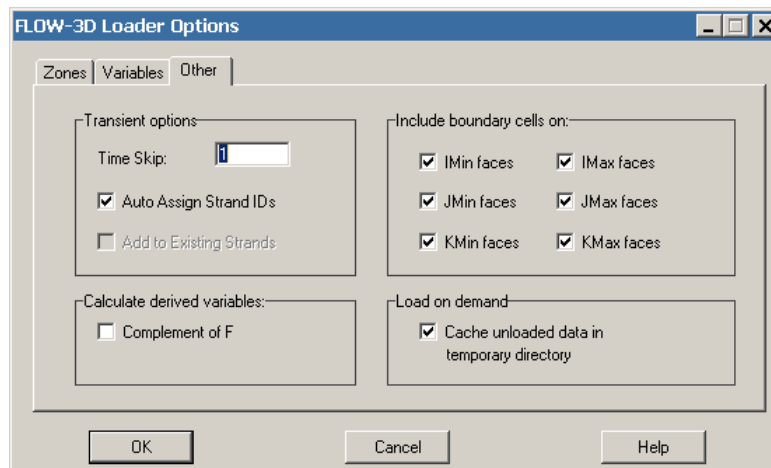 FLOW-3D Loader Options
Zones Variables Other
Transient options
Time Skip: 1
Auto Assign Strand IDs
Add to Existing Strands
Include boundary cells on:
IMin faces IMax faces
JMin faces JMax faces
KMin faces KMax faces
Calculate derived variables:
Complement of F
Load on demand
Cache unloaded data in
temporary directory
OK Cancel Help